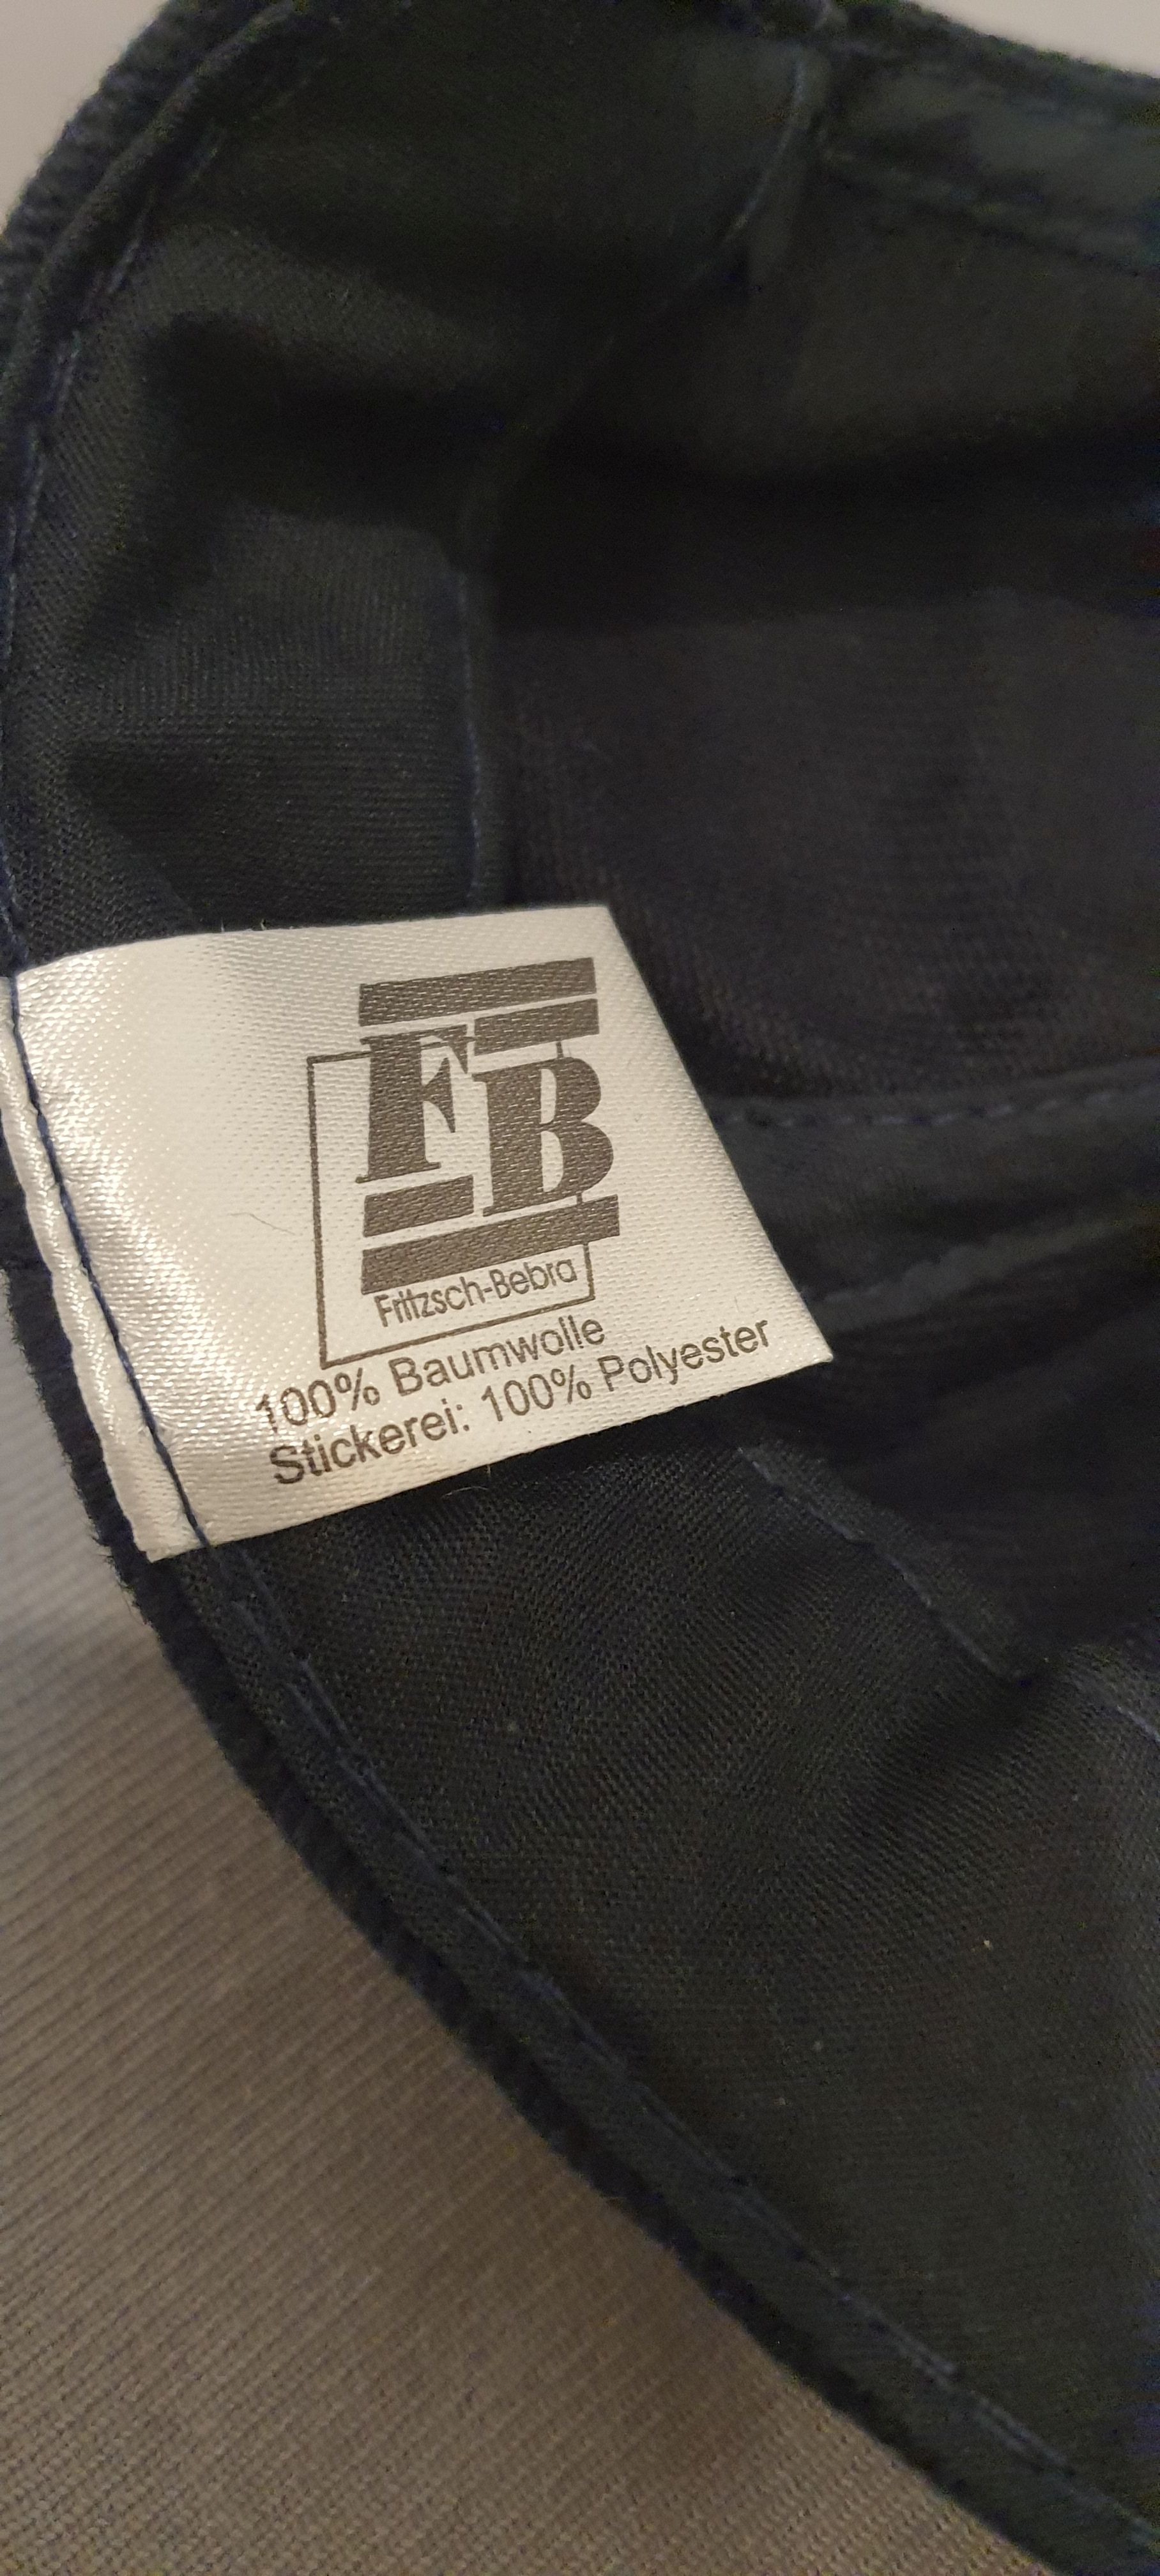 FB
Fritzsch-Bebra
100% Baumwolle
Stickerei: 100% Polyester